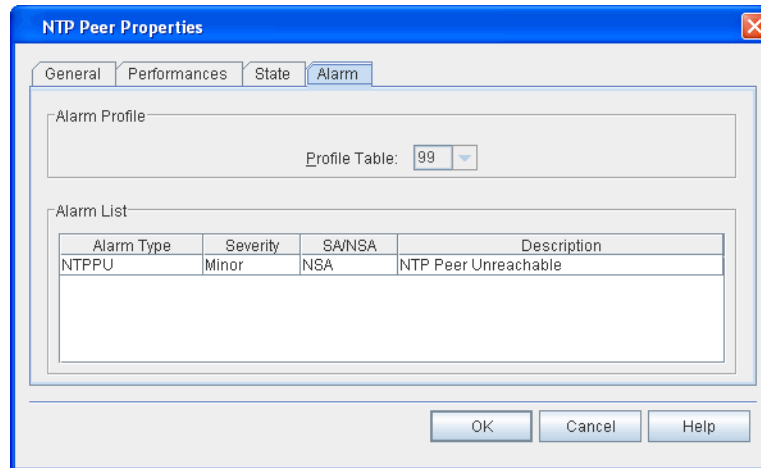 NTP Peer Properties
General Performances State Alarm
Alarm Profile
Profile Table: 99
Alarm List
Alarm Type Severity SA/NSA Description
NTPPU Minor NSA NTP Peer Unreachable
OK Cancel Help